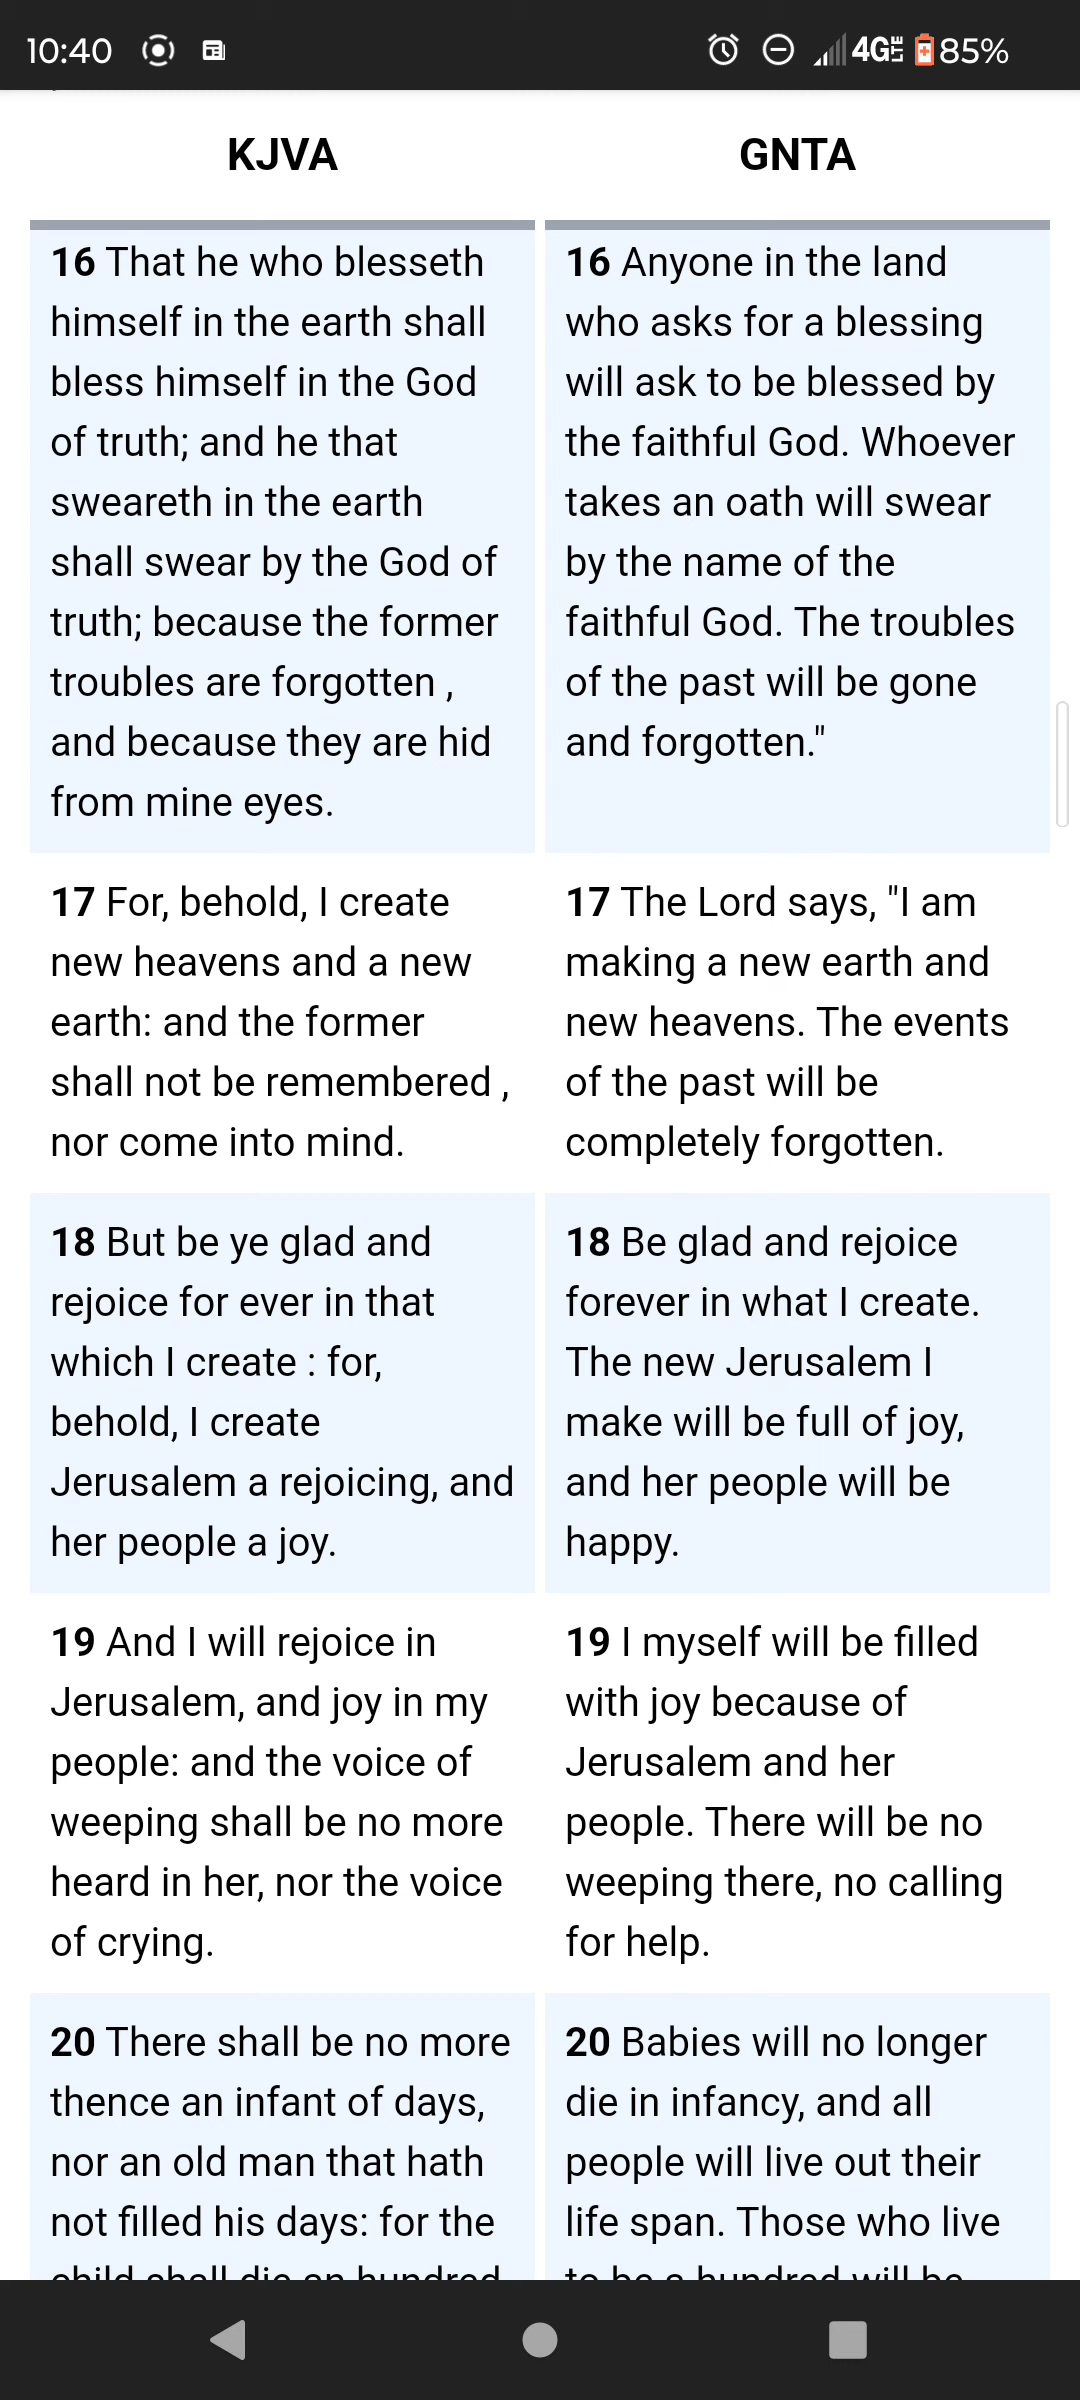 10:40
4G LTE 85%
KJVA
GNTA
16 That he who blesseth
himself in the earth shall
bless himself in the God
of truth; and he that
sweareth in the earth
shall swear by the God of
truth; because the former
troubles are forgotten ,
and because they are hid
from mine eyes.
16 Anyone in the land
who asks for a blessing
will ask to be blessed by
the faithful God. Whoever
takes an oath will swear
by the name of the
faithful God. The troubles
of the past will be gone
and forgotten."
17 For, behold, I create
new heavens and a new
earth: and the former
shall not be remembered ,
nor come into mind.
17 The Lord says, "I am
making a new earth and
new heavens. The events
of the past will be
completely forgotten.
18 But be ye glad and
rejoice for ever in that
which I create : for,
behold, I create
Jerusalem a rejoicing, and
her people a joy.
18 Be glad and rejoice
forever in what I create.
The new Jerusalem I
make will be full of joy,
and her people will be
happy.
19 And I will rejoice in
Jerusalem, and joy in my
people: and the voice of
weeping shall be no more
heard in her, nor the voice
of crying.
19 I myself will be filled
with joy because of
Jerusalem and her
people. There will be no
weeping there, no calling
for help.
20 There shall be no more
thence an infant of days,
nor an old man that hath
not filled his days: for the
child shall die an hundred
20 Babies will no longer
die in infancy, and all
people will live out their
life span. Those who live
to be a hundred will be